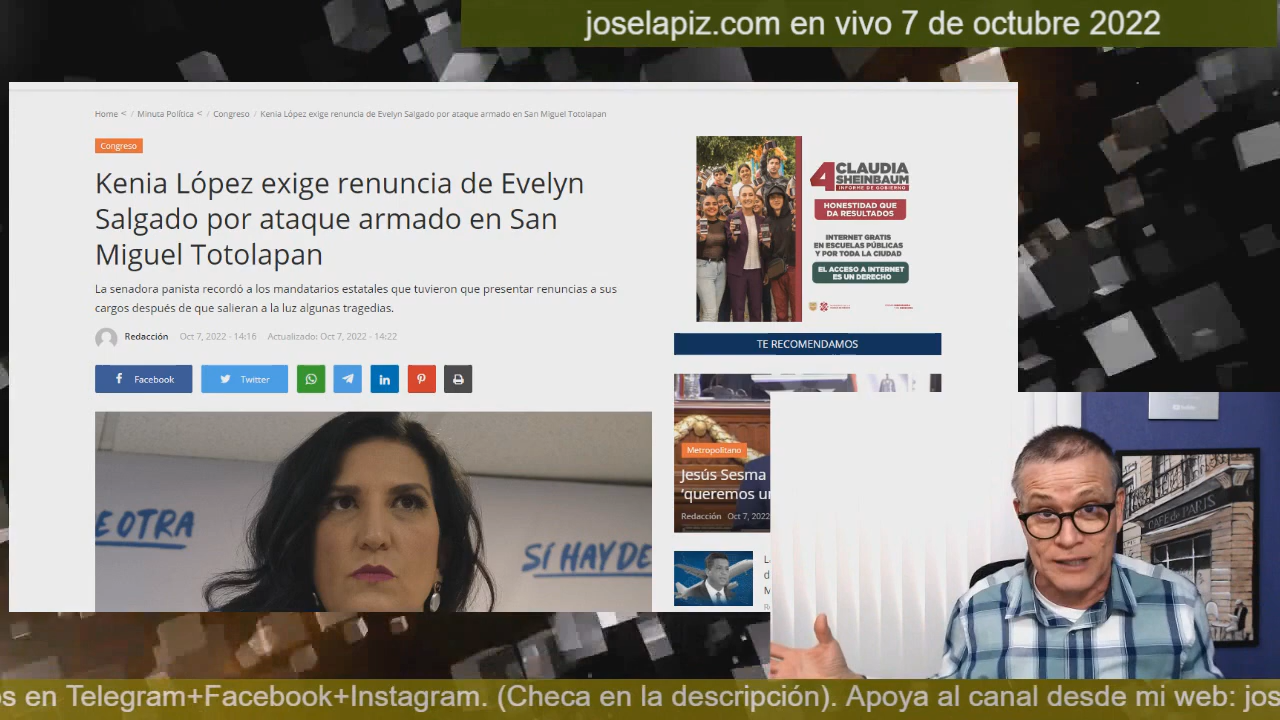 joselapiz.com en vivo 7 de octubre 2022
Home < / Minuta Política < / Congreso / Kenia López exige renuncia de Evelyn Salgado por ataque armado en San Miguel Totolapan
Congreso
Kenia López exige renuncia de Evelyn
Salgado por ataque armado en San
Miguel Totolapan
La senadora panista recordó a los mandatarios estatales que tuvieron que presentar renuncias a sus
cargos después de que salieran a la luz algunas tragedias.
Redacción Oct 7, 2022 - 14:16 Actualizado: Oct 7, 2022 - 14:22
Facebook Twitter
E OTRA
SÍ HAY DE
4 CLAUDIA
SHEINBAUM
INFORME DE GOBIERNO
HONESTIDAD QUE
DA RESULTADOS
INTERNET GRATIS
EN ESCUELAS PÚBLICAS
Y POR TODA LA CIUDAD
EL ACCESO A INTERNET
ES UN DERECHO
TE RECOMENDAMOS
Metropolitano
Jesús Sesma
'queremos un
Redacción Oct 7, 2022
CAFE de PARIS
os en Telegram+Facebook+Instagram. (Checa en la descripción). Apoya al canal desde mi web: jos